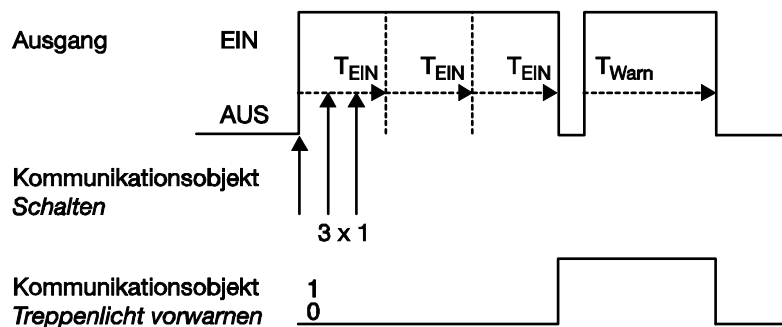 Ausgang EIN
T_EIN T_EIN T_EIN T_Warn
AUS
Kommunikationsobjekt
Schalten
3 x 1
Kommunikationsobjekt 1
Treppenlicht vorwarnen 0